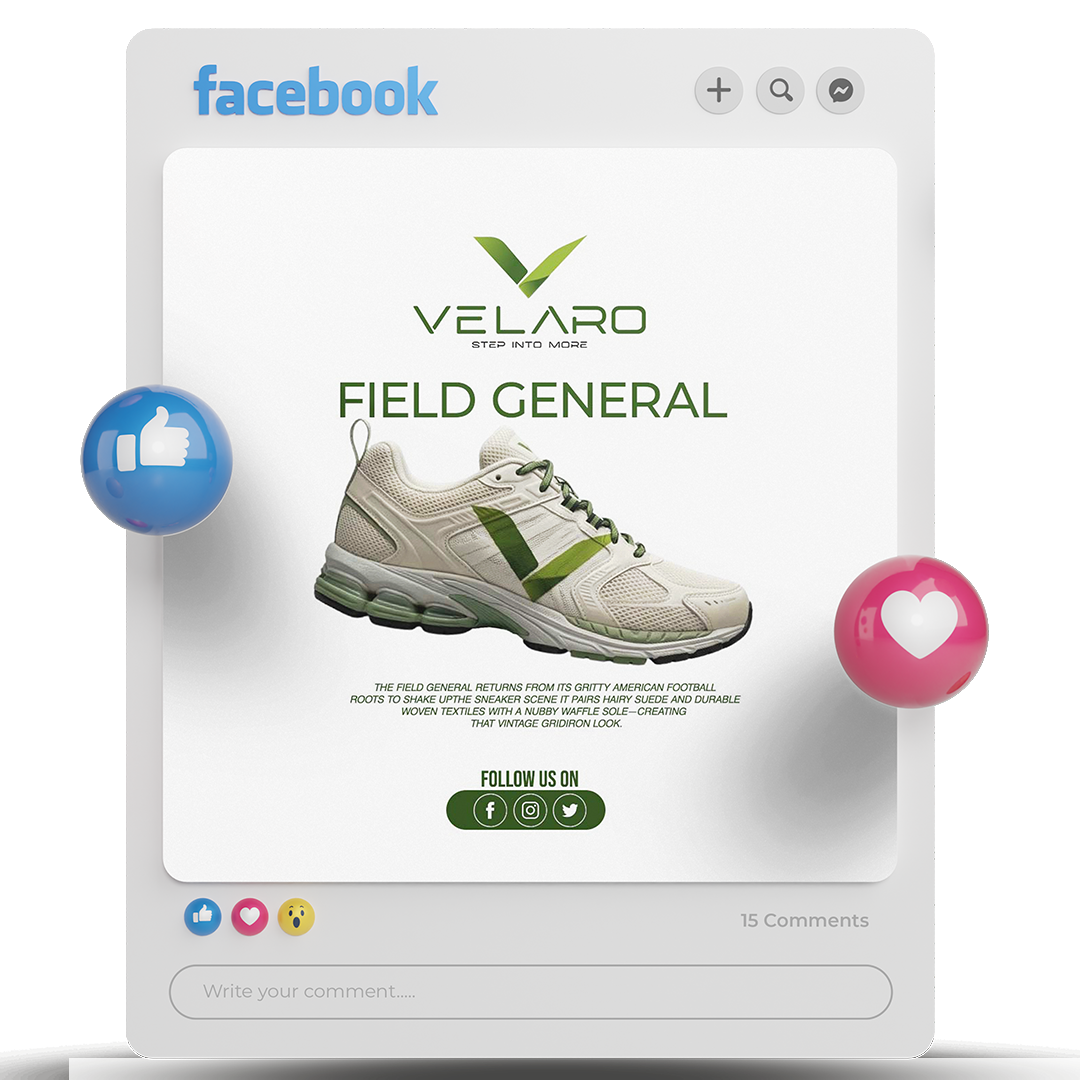 facebook
VELARO
STEP INTO MORE
FIELD GENERAL
THE FIELD GENERAL RETURNS FROM ITS GRITTY AMERICAN FOOTBALL
ROOTS TO SHAKE UPTHE SNEAKER SCENE IT PAIRS HAIRY SUEDE AND DURABLE
WOVEN TEXTILES WITH A NUBBY WAFFLE SOLE—CREATING
THAT VINTAGE GRIDIRON LOOK.
FOLLOW US ON
15 Comments
Write your comment.....